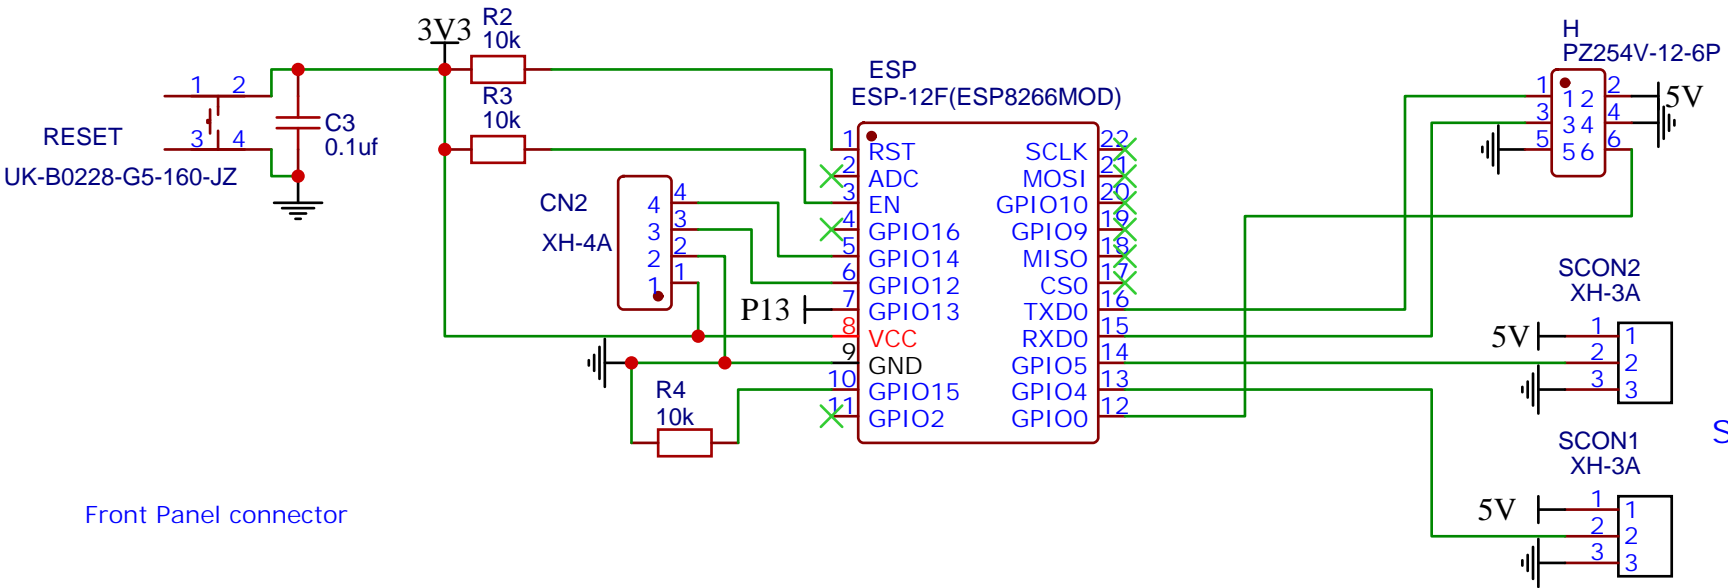 3V3
R2
10k
R3
10k
1 2
3 4
RESET
UK-B0228-G5-160-JZ
C3
0.1uf
CN2
XH-4A
4 4
3 3
2 2
1 1
P13
R4
10k
ESP
ESP-12F(ESP8266MOD)
1 RST
2 ADC
3 EN
4 GPIO16
5 GPIO14
6 GPIO12
7 GPIO13
8 VCC
9 GND
10 GPIO15
11 GPIO2
SCLK 22
MOSI 21
GPIO10 20
GPIO9 19
MISO 18
CS0 17
TXD0 16
RXD0 15
GPIO5 14
GPIO4 13
GPIO0 12
H
PZ254V-12-6P
1 1 2 2
3 3 4 4
5 5 6 6
5V
SCON2
XH-3A
5V
1 1
2 2
3 3
S
SCON1
XH-3A
5V
1 1
2 2
3 3
Front Panel connector